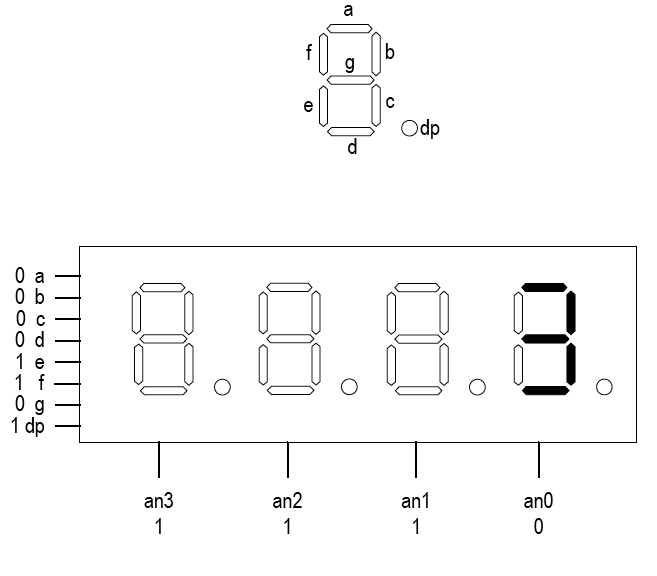 a
f b
g
e c
dp
d
0 a
0 b
0 c
0 d
1 e
1 f
0 g
1 dp
an3 an2 an1 an0
1 1 1 0